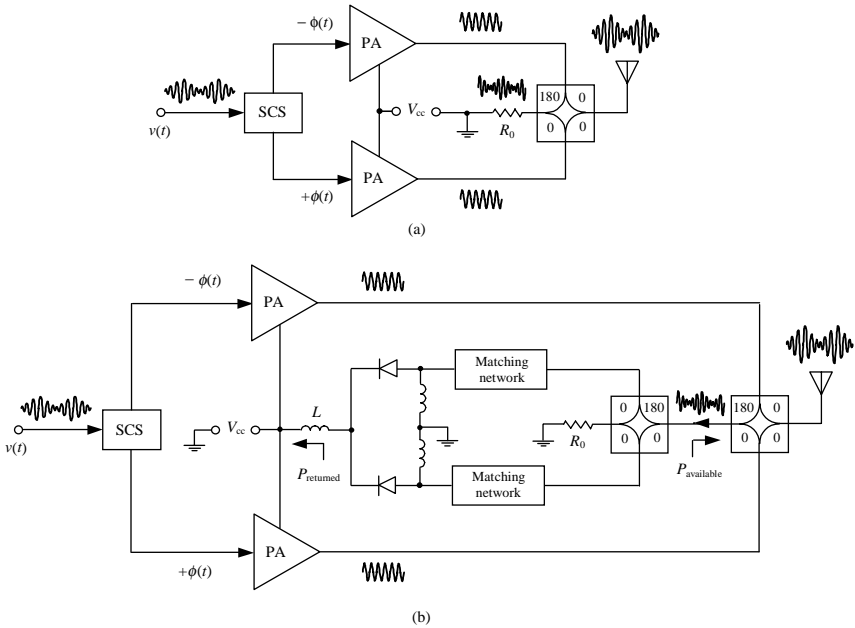 − ϕ(t)
PA
180 0
SCS
V_cc
v(t)
R_0
0 0
PA
+ϕ(t)
(a)
− ϕ(t)
PA
Matching
network
L
0 180
180 0
SCS
V_cc
R_0
v(t)
0 0
0 0
P_returned
P_available
Matching
network
PA
+ϕ(t)
(b)